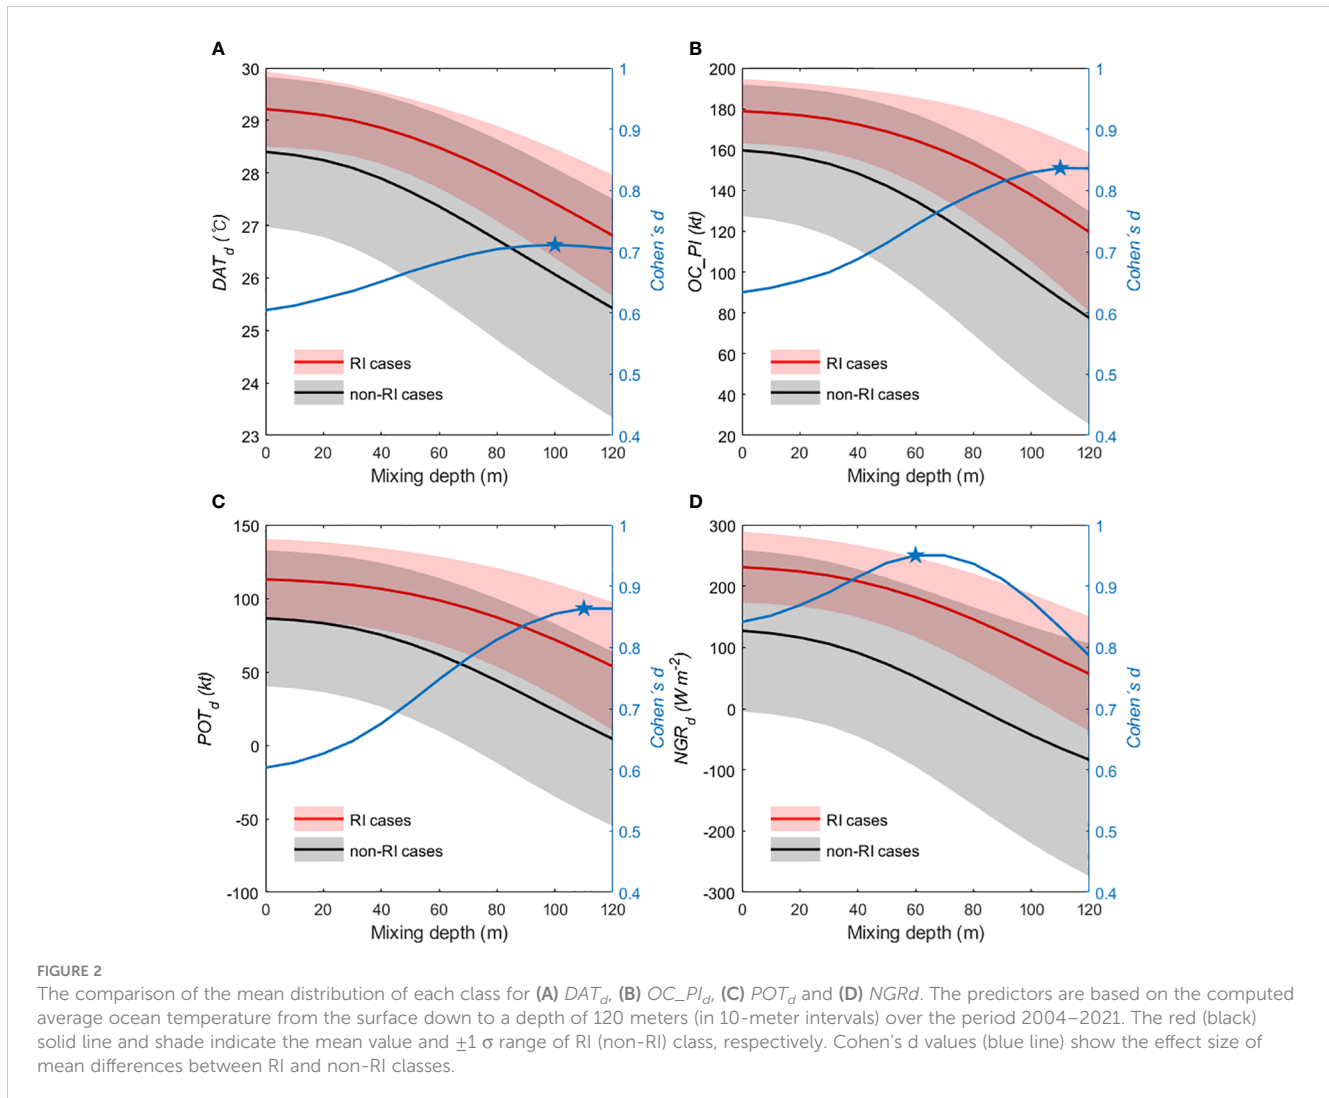 A
30
29
28
27
26
25
24
23
DAT_d (℃)
1
0.9
0.8
0.7
0.6
0.5
0.4
Cohen´s d
RI cases
non-RI cases
0 20 40 60 80 100 120
Mixing depth (m)
B
200
180
160
140
120
100
80
60
40
20
OC_PI (kt)
1
0.9
0.8
0.7
0.6
0.5
0.4
Cohen´s d
RI cases
non-RI cases
0 20 40 60 80 100 120
Mixing depth (m)
C
150
100
50
0
-50
-100
POT_d (kt)
1
0.9
0.8
0.7
0.6
0.5
0.4
Cohen´s d
RI cases
non-RI cases
0 20 40 60 80 100 120
Mixing depth (m)
D
300
200
100
0
-100
-200
-300
NGR_d (W m^-2)
1
0.9
0.8
0.7
0.6
0.5
0.4
Cohen´s d
RI cases
non-RI cases
0 20 40 60 80 100 120
Mixing depth (m)
FIGURE 2
The comparison of the mean distribution of each class for (A) DAT_d, (B) OC_PI_d, (C) POT_d and (D) NGRd. The predictors are based on the computed
average ocean temperature from the surface down to a depth of 120 meters (in 10-meter intervals) over the period 2004–2021. The red (black)
solid line and shade indicate the mean value and ±1 σ range of RI (non-RI) class, respectively. Cohen’s d values (blue line) show the effect size of
mean differences between RI and non-RI classes.